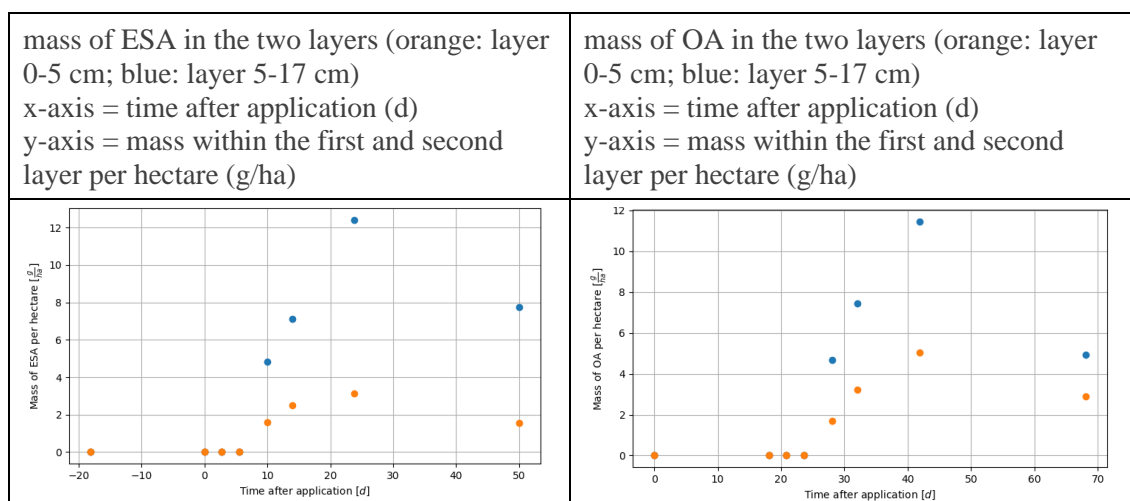 mass of ESA in the two layers (orange: layer
0-5 cm; blue: layer 5-17 cm)
x-axis = time after application (d)
y-axis = mass within the first and second
layer per hectare (g/ha)
mass of OA in the two layers (orange: layer
0-5 cm; blue: layer 5-17 cm)
x-axis = time after application (d)
y-axis = mass within the first and second
layer per hectare (g/ha)
Mass of ESA per hectare [g/ha]
12
10
8
6
4
2
0
−20 −10 0 10 20 30 40 50
Time after application [d]
Mass of OA per hectare [g/ha]
12
10
8
6
4
2
0
0 10 20 30 40 50 60 70
Time after application [d]